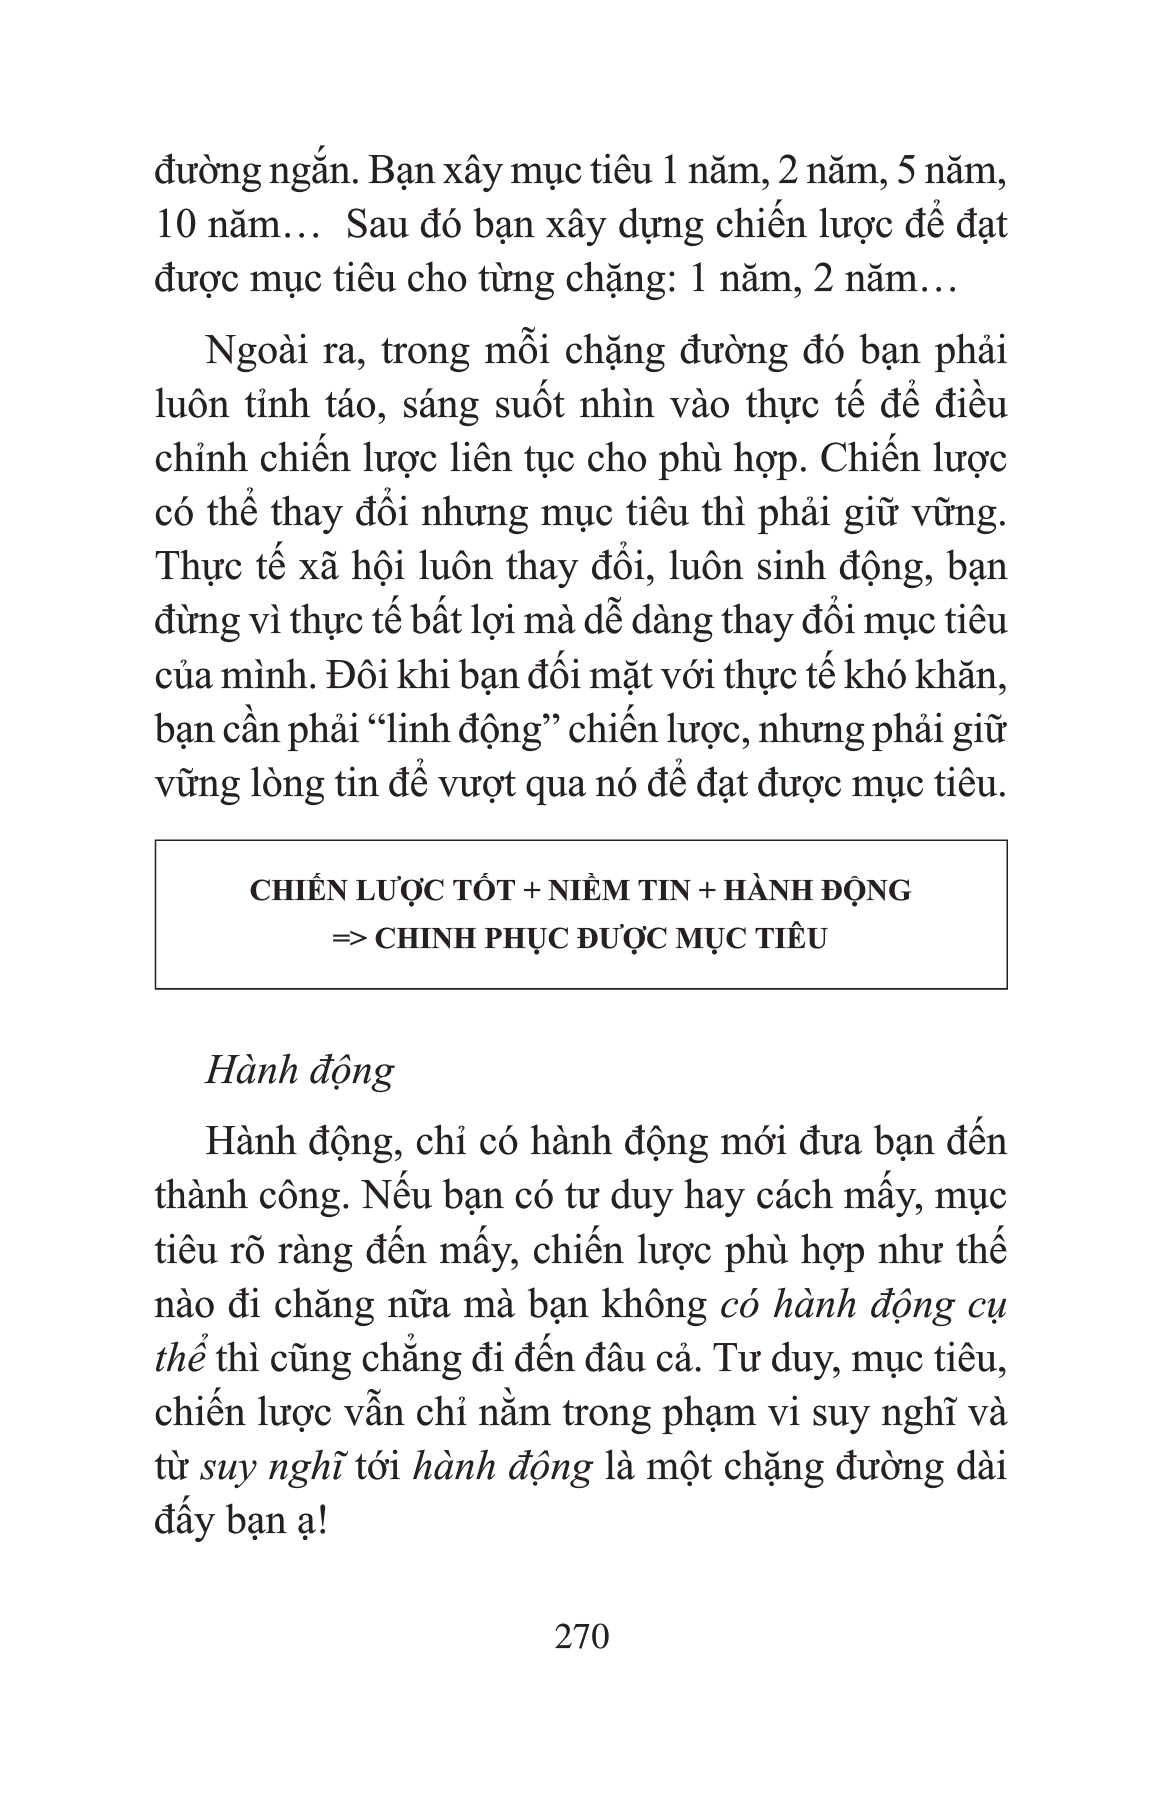 đường ngắn. Bạn xây mục tiêu 1 năm, 2 năm, 5 năm,
10 năm… Sau đó bạn xây dựng chiến lược để đạt
được mục tiêu cho từng chặng: 1 năm, 2 năm…
Ngoài ra, trong mỗi chặng đường đó bạn phải
luôn tỉnh táo, sáng suốt nhìn vào thực tế để điều
chỉnh chiến lược liên tục cho phù hợp. Chiến lược
có thể thay đổi nhưng mục tiêu thì phải giữ vững.
Thực tế xã hội luôn thay đổi, luôn sinh động, bạn
đừng vì thực tế bất lợi mà dễ dàng thay đổi mục tiêu
của mình. Đôi khi bạn đối mặt với thực tế khó khăn,
bạn cần phải “linh động” chiến lược, nhưng phải giữ
vững lòng tin để vượt qua nó để đạt được mục tiêu.
CHIẾN LƯỢC TỐT + NIỀM TIN + HÀNH ĐỘNG
=> CHINH PHỤC ĐƯỢC MỤC TIÊU
Hành động
Hành động, chỉ có hành động mới đưa bạn đến
thành công. Nếu bạn có tư duy hay cách mấy, mục
tiêu rõ ràng đến mấy, chiến lược phù hợp như thế
nào đi chăng nữa mà bạn không có hành động cụ
thể thì cũng chẳng đi đến đâu cả. Tư duy, mục tiêu,
chiến lược vẫn chỉ nằm trong phạm vi suy nghĩ và
từ suy nghĩ tới hành động là một chặng đường dài
đấy bạn ạ!
270